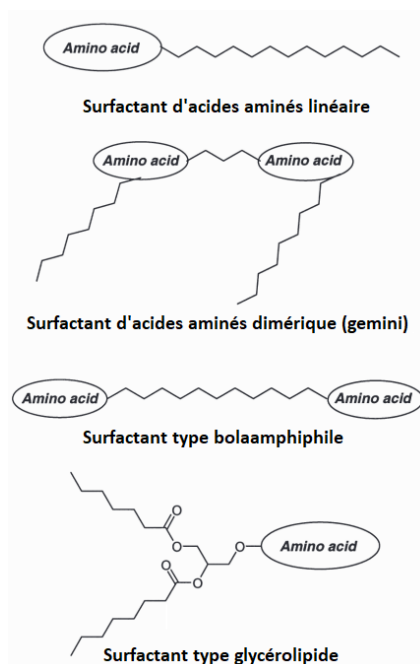 Amino acid
Surfactant d'acides aminés linéaire
Amino acid
Amino acid
Surfactant d'acides aminés dimérique (gemini)
Amino acid
Amino acid
Surfactant type bolaamphiphile
O
O
O
Amino acid
O
O
Surfactant type glycérolipide